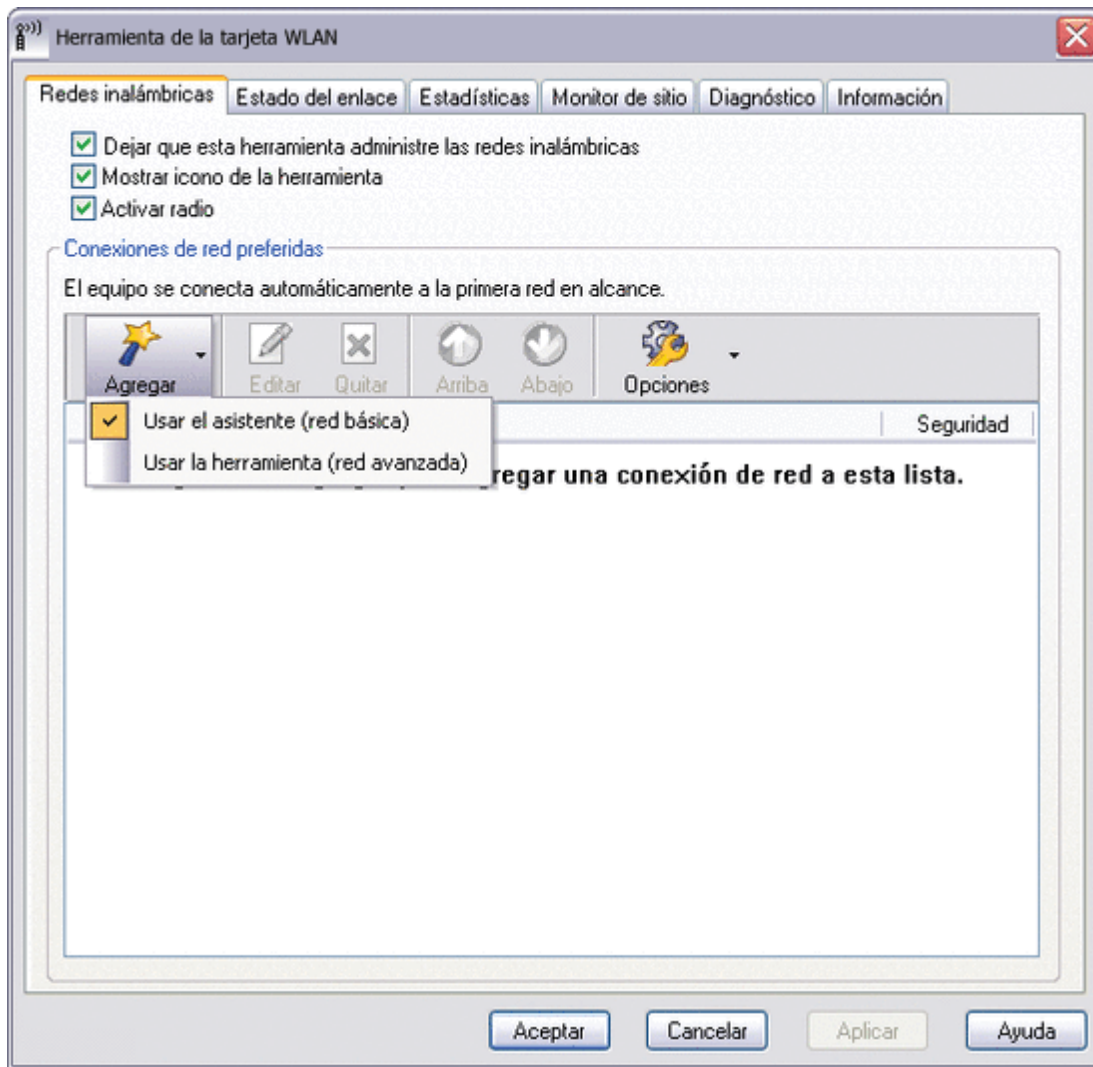 Herramienta de la tarjeta WLAN
Redes inalámbricas Estado del enlace Estadísticas Monitor de sitio Diagnóstico Información
Dejar que esta herramienta administre las redes inalámbricas
Mostrar icono de la herramienta
Activar radio
Conexiones de red preferidas
El equipo se conecta automáticamente a la primera red en alcance.
Agregar Editar Quitar Arriba Abajo Opciones
Usar el asistente (red básica)
Seguridad
Usar la herramienta (red avanzada)
una conexión de red a esta lista.
Aceptar Cancelar Aplicar Ayuda